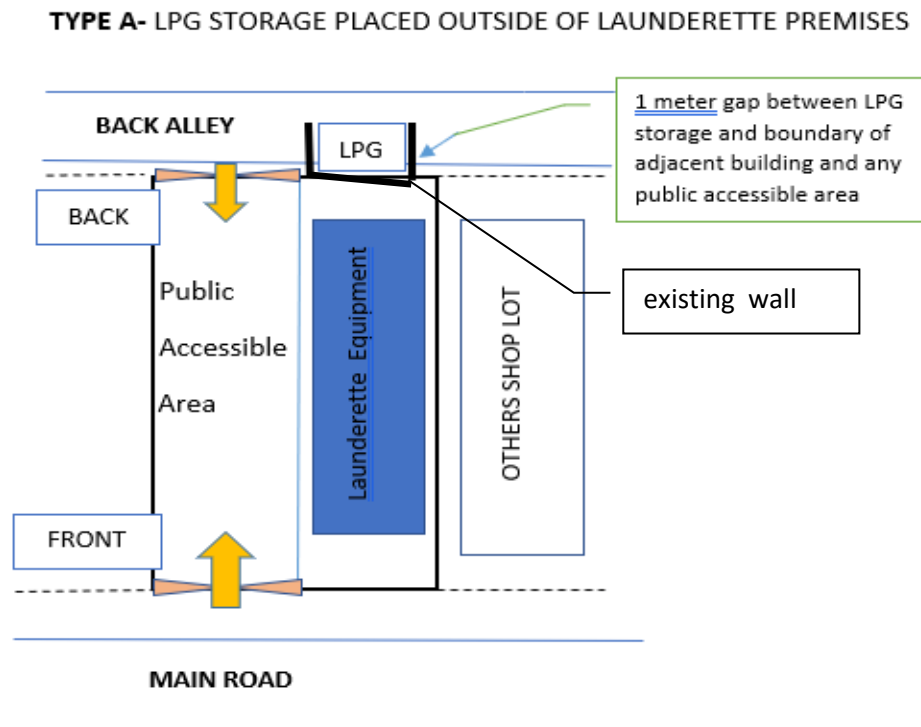 TYPE A- LPG STORAGE PLACED OUTSIDE OF LAUNDERETTE PREMISES
BACK ALLEY
LPG
1 meter gap between LPG
storage and boundary of
adjacent building and any
public accessible area
BACK
existing wall
Public
Accessible
Area
Launderette Equipment
OTHERS SHOP LOT
FRONT
MAIN ROAD